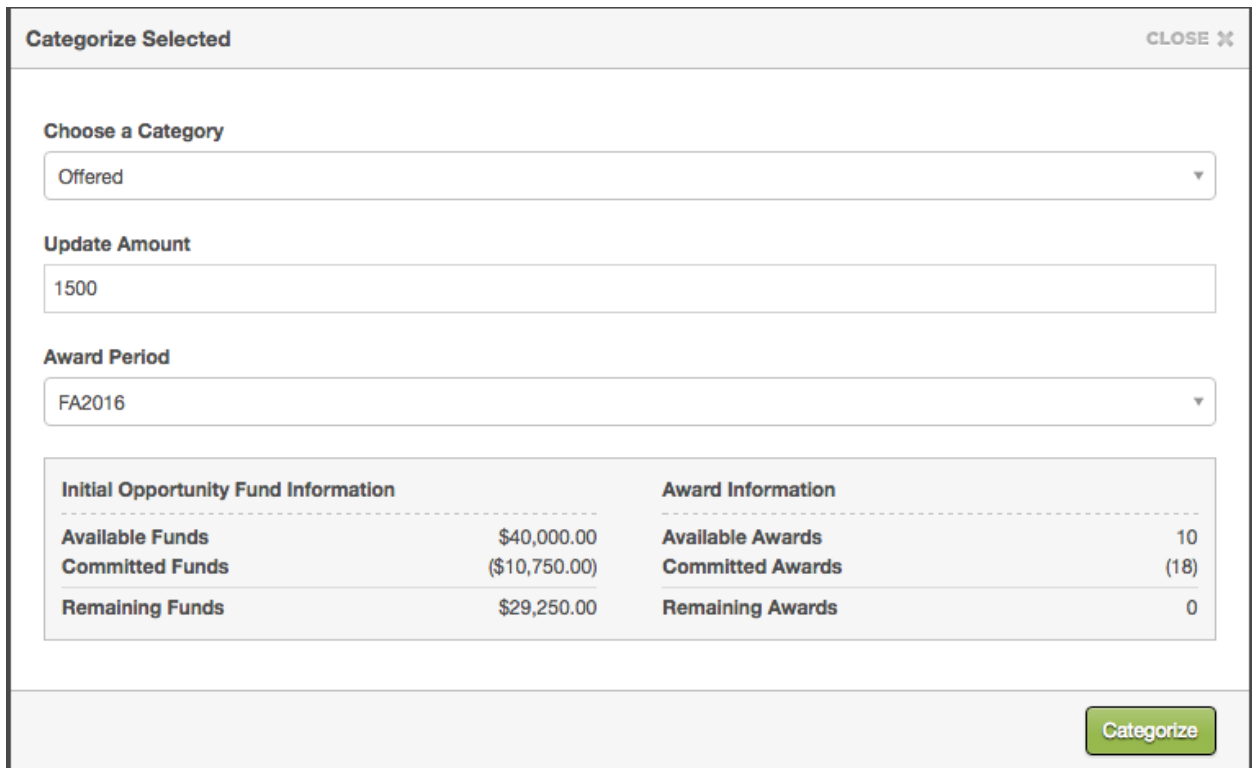 Categorize Selected CLOSE ✖
Choose a Category
Offered
Update Amount
1500
Award Period
FA2016
Initial Opportunity Fund Information
Available Funds $40,000.00
Committed Funds ($10,750.00)
Remaining Funds $29,250.00
Award Information
Available Awards 10
Committed Awards (18)
Remaining Awards 0
Categorize